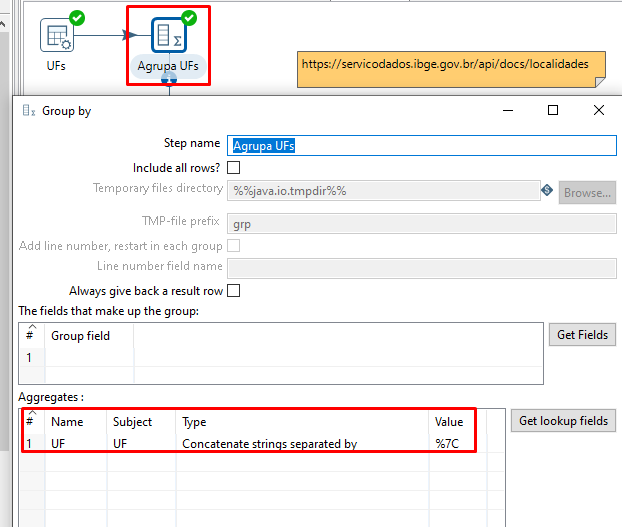 UFs
Agrupa UFs
https://servicodados.ibge.gov.br/api/docs/localidades
Group by
Step name Agrupa UFs
Include all rows?
Temporary files directory %%java.io.tmpdir%% Browse...
TMP-file prefix grp
Add line number, restart in each group
Line number field name
Always give back a result row
The fields that make up the group:
# Group field Get Fields
1
Aggregates :
# Name Subject Type Value Get lookup fields
1 UF UF Concatenate strings separated by %7C